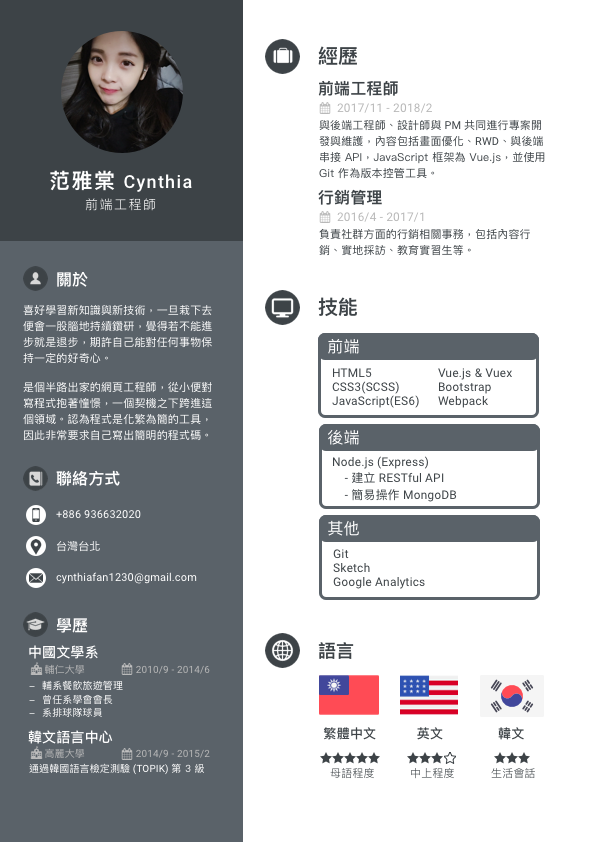 范雅棠 Cynthia
前端工程師
關於
喜好學習新知識與新技術，一旦栽下去
便會一股腦地持續鑽研，覺得若不能進
步就是退步，期許自己能對任何事物保
持一定的好奇心。
是個半路出家的網頁工程師，從小便對
寫程式抱著憧憬，一個契機之下跨進這
個領域。認為程式是化繁為簡的工具，
因此非常要求自己寫出簡明的程式碼。
聯絡方式
+886 936632020
台灣台北
cynthiafan1230@gmail.com
學歷
中國文學系
輔仁大學 2010/9 - 2014/6
– 輔系餐飲旅遊管理
– 曾任系學會會長
– 系排球隊球員
韓文語言中心
高麗大學 2014/9 - 2015/2
通過韓國語言檢定測驗 (TOPIK) 第 3 級
經歷
前端工程師
2017/11 - 2018/2
與後端工程師、設計師與 PM 共同進行專案開
發與維護，內容包括畫面優化、RWD、與後端
串接 API，JavaScript 框架為 Vue.js，並使用
Git 作為版本控管工具。
行銷管理
2016/4 - 2017/1
負責社群方面的行銷相關事務，包括內容行
銷、實地採訪、教育實習生等。
技能
前端
HTML5 Vue.js & Vuex
CSS3(SCSS) Bootstrap
JavaScript(ES6) Webpack
後端
Node.js (Express)
- 建立 RESTful API
- 簡易操作 MongoDB
其他
Git
Sketch
Google Analytics
語言
繁體中文 英文 韓文
母語程度 中上程度 生活會話